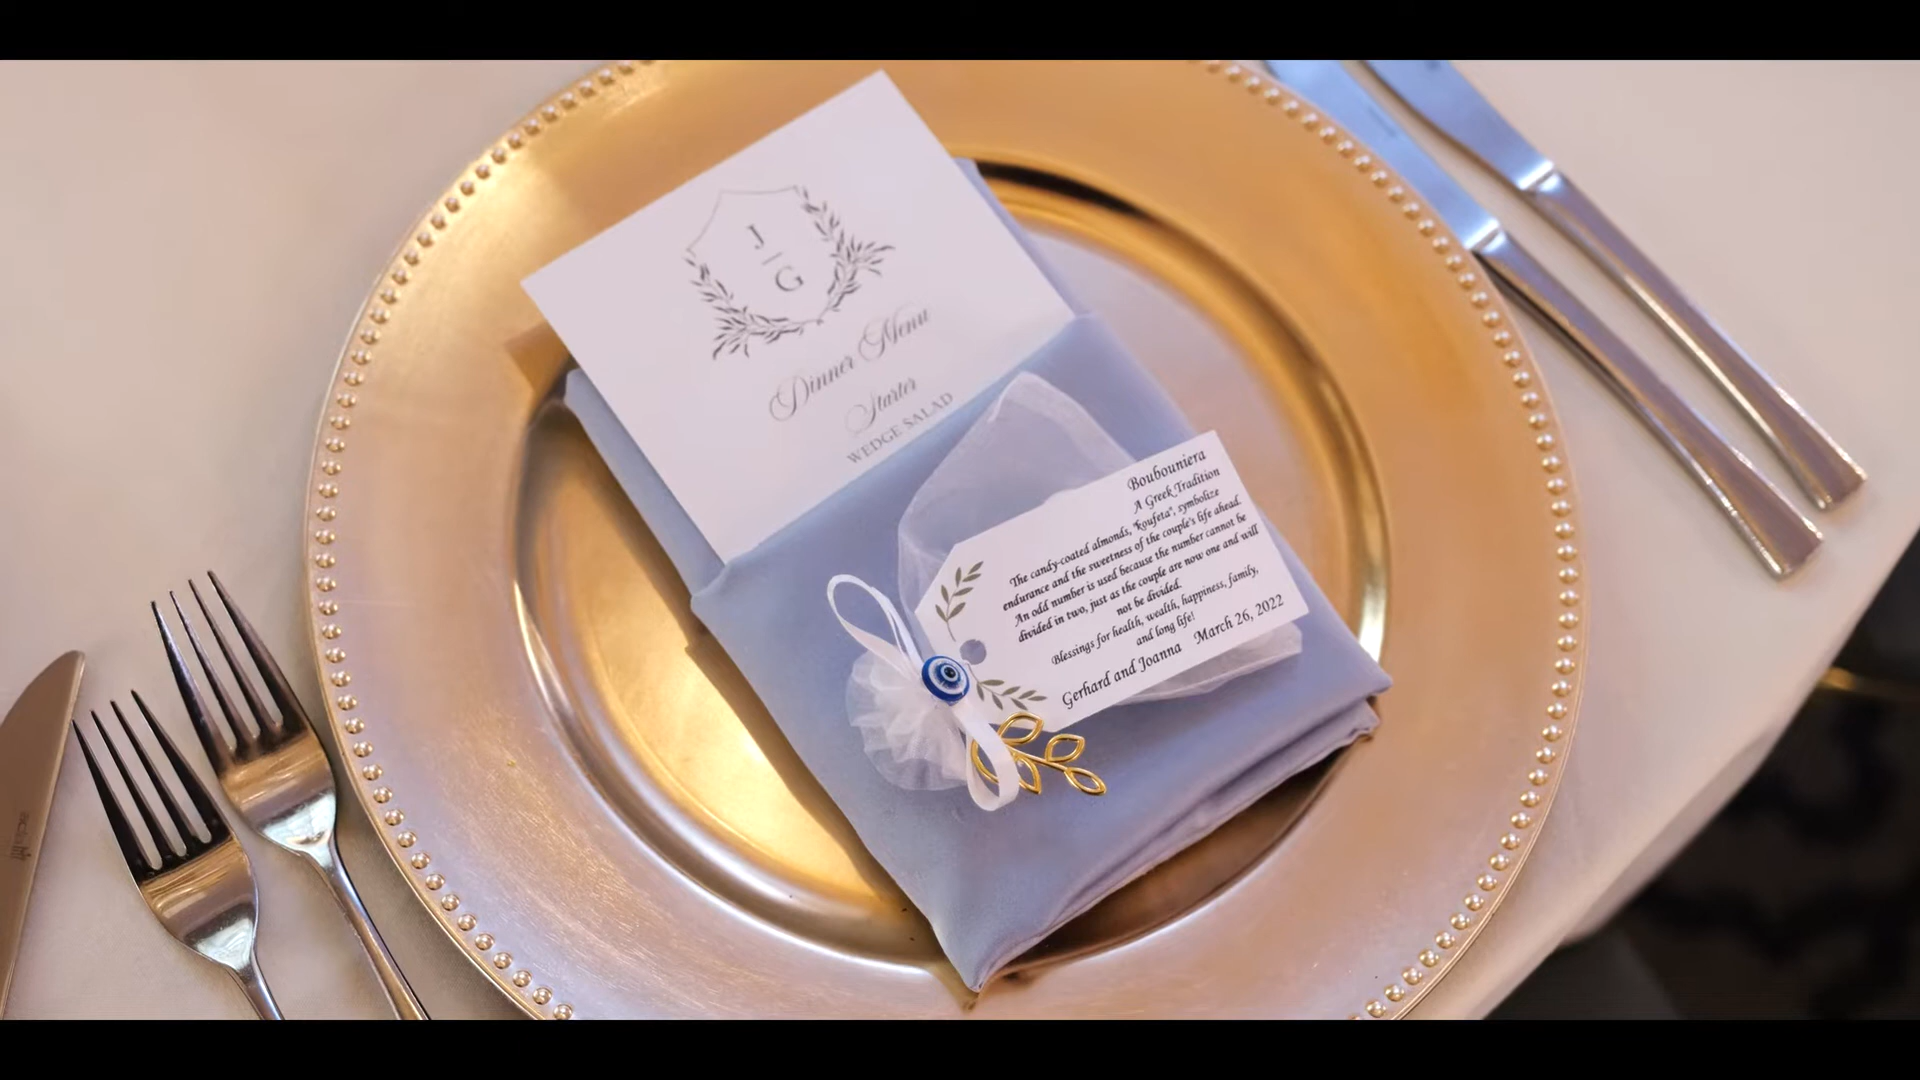 J
G
Dinner Menu
Starter
WEDGE SALAD
Boubouniera
A Greek Tradition
The candy-coated almonds, "koufeta", symbolize
endurance and the sweetness of the couple's life ahead.
An odd number is used because the number cannot be
divided in two, just as the couple are now one and will
not be divided.
Blessings for health, wealth, happiness, family,
and long life!
Gerhard and Joanna March 26, 2022